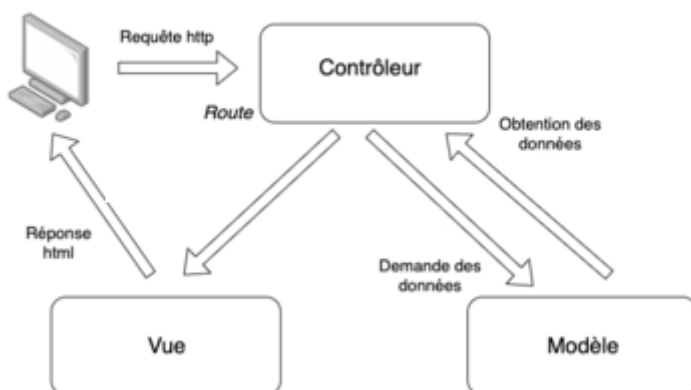 Requête http
Contrôleur
Route
Obtention des
données
Réponse
html
Demande des
données
Vue
Modèle